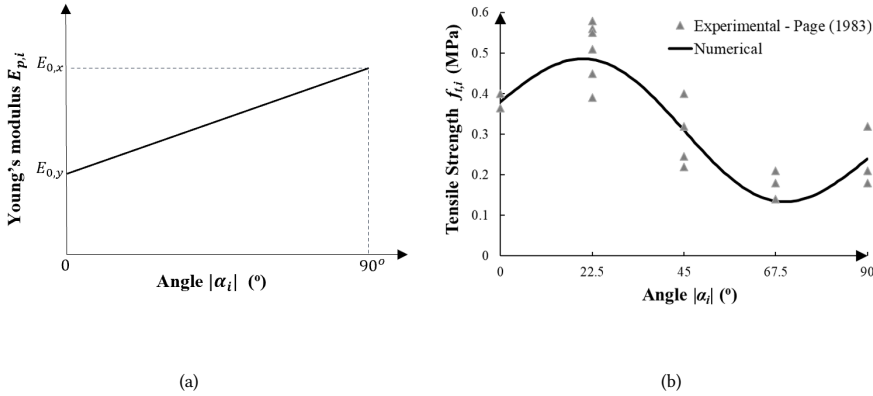 Young's modulus E_{p,i}
E_{0,x}
E_{0,y}
0
90^o
Angle |α_i| (^o)
(a)
Tensile Strength f_{t,i} (MPa)
0.6
0.5
0.4
0.3
0.2
0.1
0
Experimental - Page (1983)
Numerical
0 22.5 45 67.5 90
Angle |α_i| (^o)
(b)